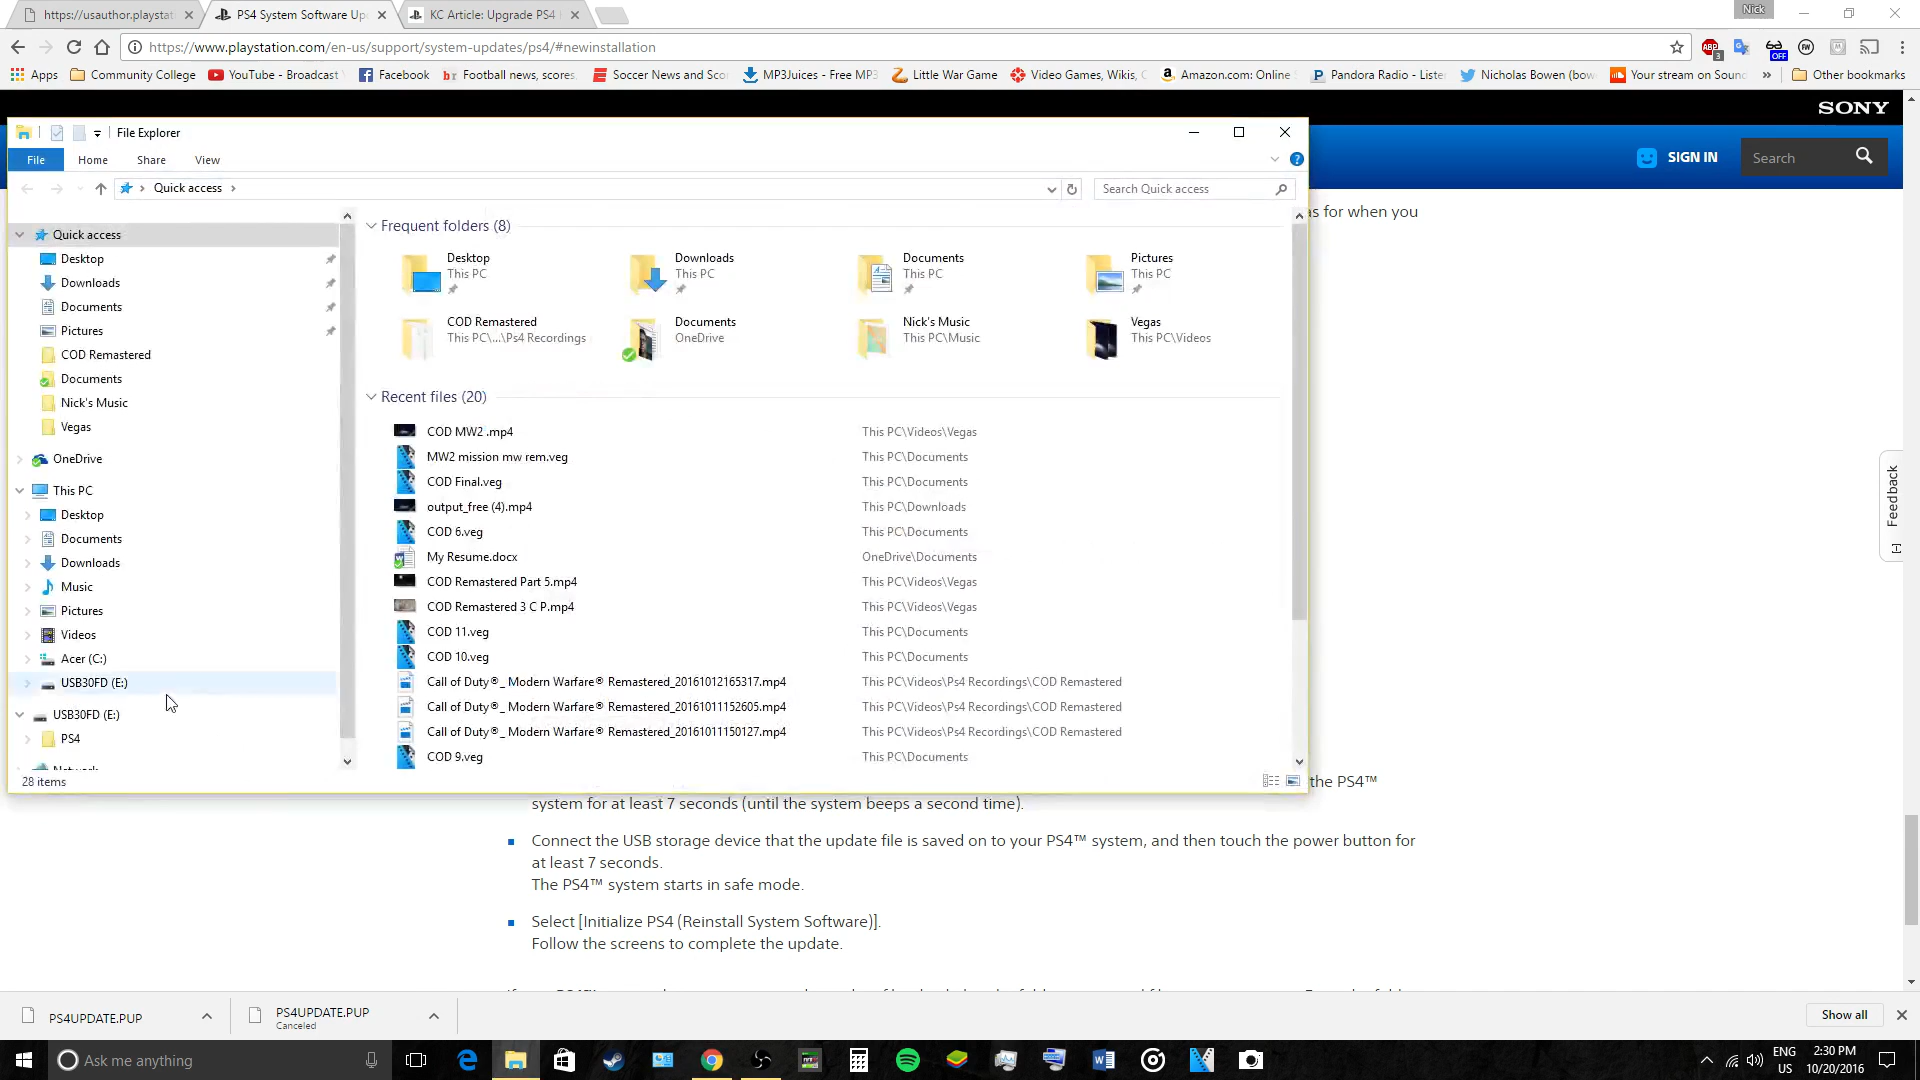 https://usauthor.playstati
PS4 System Software Up
KC Article: Upgrade PS4
Nick
https://www.playstation.com/en-us/support/system-updates/ps4/#newinstallation
ABP
3
OFF
Apps
Community College
YouTube - Broadcast
Facebook
br
Football news, scores,
Soccer News and Sco
MP3Juices - Free MP3
Little War Game
Video Games, Wikis, C
Amazon.com: Online
Pandora Radio - Liste
Nicholas Bowen (bow
Your stream on Soun
»
Other bookmarks
SONY
SIGN IN
Search
File Explorer
File
Home
Share
View
Quick access
Search Quick access
as for when you
Quick access
Desktop
Downloads
Documents
Pictures
COD Remastered
Documents
Nick's Music
Vegas
OneDrive
This PC
Desktop
Documents
Downloads
Music
Pictures
Videos
Acer (C:)
USB30FD (E:)
USB30FD (E:)
PS4
Network
28 items
Frequent folders (8)
Desktop
This PC
Downloads
This PC
Documents
This PC
Pictures
This PC
COD Remastered
This PC\...\Ps4 Recordings
Documents
OneDrive
Nick's Music
This PC\Music
Vegas
This PC\Videos
Recent files (20)
COD MW2 .mp4 This PC\Videos\Vegas
MW2 mission mw rem.veg This PC\Documents
COD Final.veg This PC\Documents
output_free (4).mp4 This PC\Downloads
COD 6.veg This PC\Documents
My Resume.docx OneDrive\Documents
COD Remastered Part 5.mp4 This PC\Videos\Vegas
COD Remastered 3 C P.mp4 This PC\Videos\Vegas
COD 11.veg This PC\Documents
COD 10.veg This PC\Documents
Call of Duty®_ Modern Warfare® Remastered_20161012165317.mp4 This PC\Videos\Ps4 Recordings\COD Remastered
Call of Duty®_ Modern Warfare® Remastered_20161011152605.mp4 This PC\Videos\Ps4 Recordings\COD Remastered
Call of Duty®_ Modern Warfare® Remastered_20161011150127.mp4 This PC\Videos\Ps4 Recordings\COD Remastered
COD 9.veg This PC\Documents
Feedback
the PS4™
system for at least 7 seconds (until the system beeps a second time).
Connect the USB storage device that the update file is saved on to your PS4™ system, and then touch the power button for
at least 7 seconds.
The PS4™ system starts in safe mode.
Select [Initialize PS4 (Reinstall System Software)].
Follow the screens to complete the update.
PS4UPDATE.PUP
PS4UPDATE.PUP
Canceled
Show all
Ask me anything
ENG
US
2:30 PM
10/20/2016